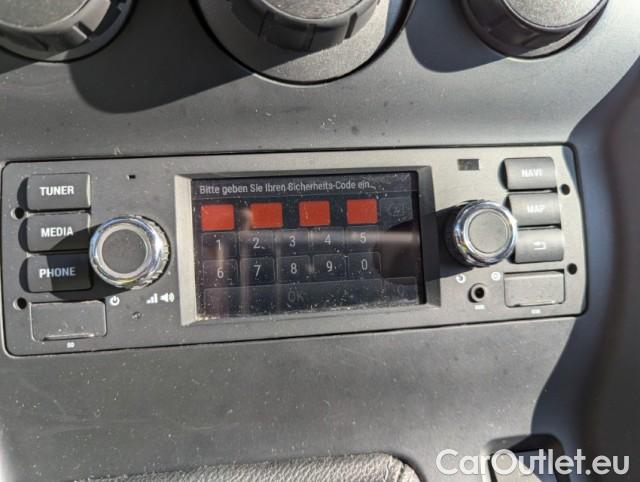 TUNER
MEDIA
PHONE
Bitte geben Sie Ihren Sicherheits-Code ein.
1 2 3 4 5
6 7 8 9 0
OK
NAVI
MAP
SD
CarOutlet.eu